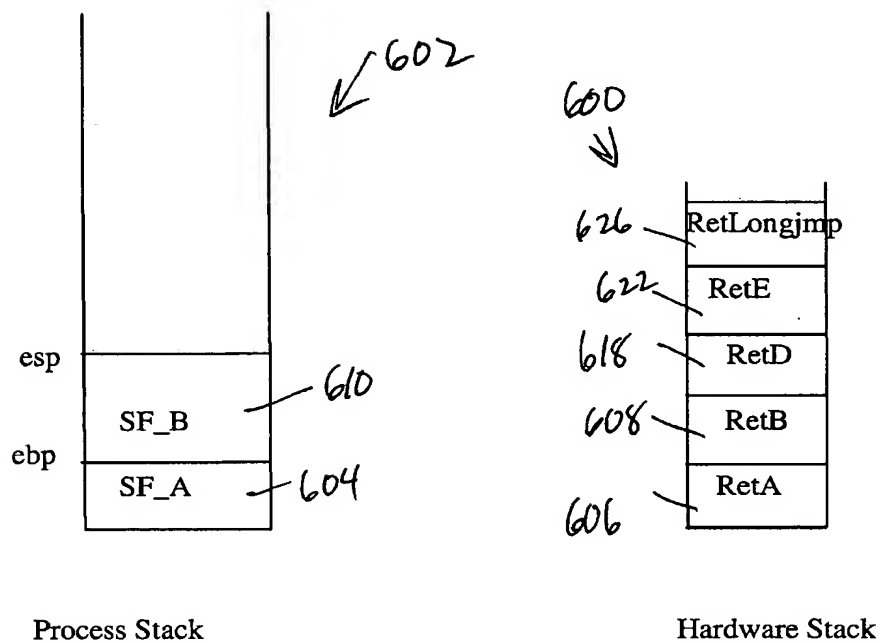 602
600
626
RetLongjmp
622
RetE
esp
618
RetD
610
SF_B
608
RetB
ebp
SF_A
604
RetA
606
Process Stack
Hardware Stack